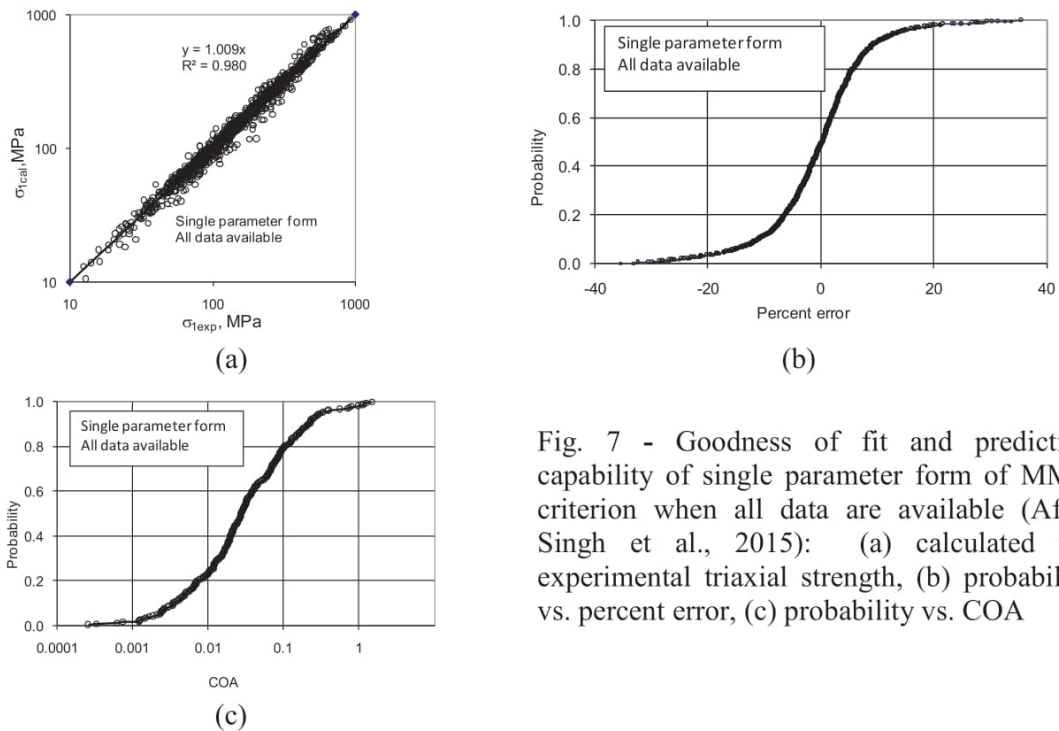 1000
100
10
σ1cal,MPa
y = 1.009x
R² = 0.980
Single parameter form
All data available
10
100
1000
σ1exp, MPa
(a)
1.0
0.8
0.6
0.4
0.2
0.0
Probability
Single parameter form
All data available
-40
-20
0
20
40
Percent error
(b)
1.0
0.8
0.6
0.4
0.2
0.0
Probability
Single parameter form
All data available
0.0001
0.001
0.01
0.1
1
COA
(c)
Fig. 7 - Goodness of fit and predicti
capability of single parameter form of MM
criterion when all data are available (Af
Singh et al., 2015): (a) calculated
experimental triaxial strength, (b) probabil
vs. percent error, (c) probability vs. COA